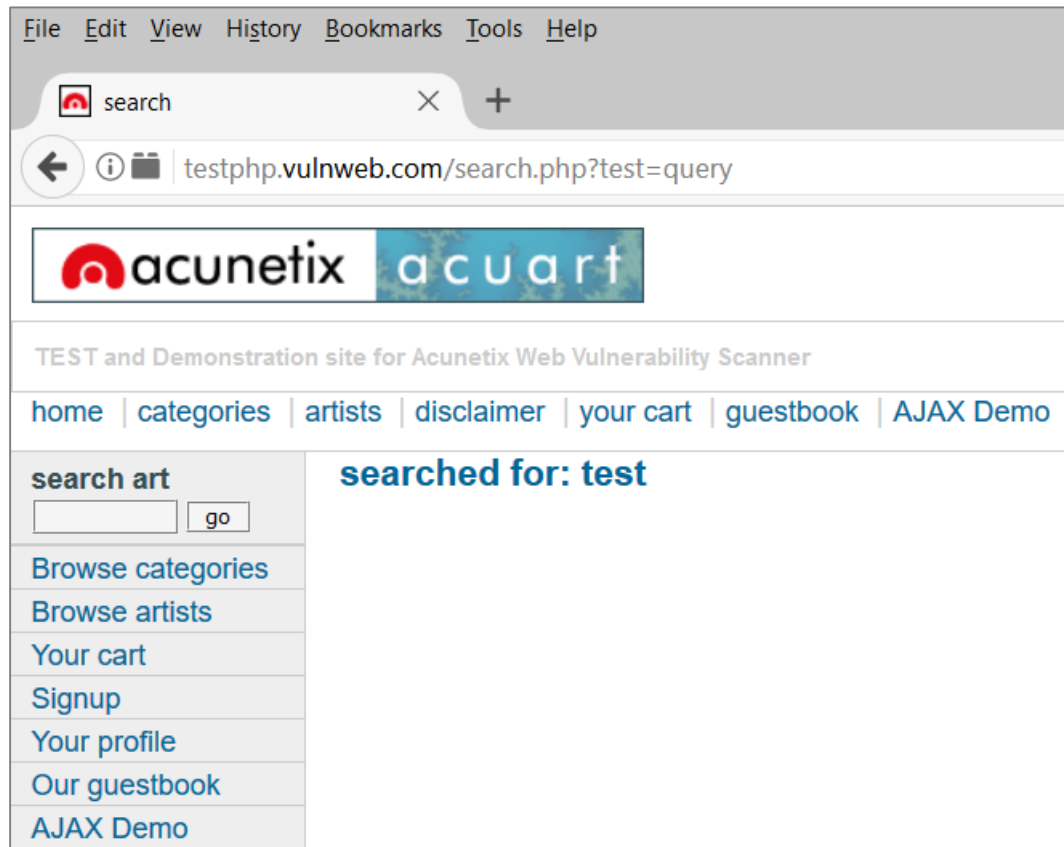 File Edit View History Bookmarks Tools Help
search
testphp.vulnweb.com/search.php?test=query
acunetix acuart
TEST and Demonstration site for Acunetix Web Vulnerability Scanner
home | categories | artists | disclaimer | your cart | guestbook | AJAX Demo
search art
go
searched for: test
Browse categories
Browse artists
Your cart
Signup
Your profile
Our guestbook
AJAX Demo